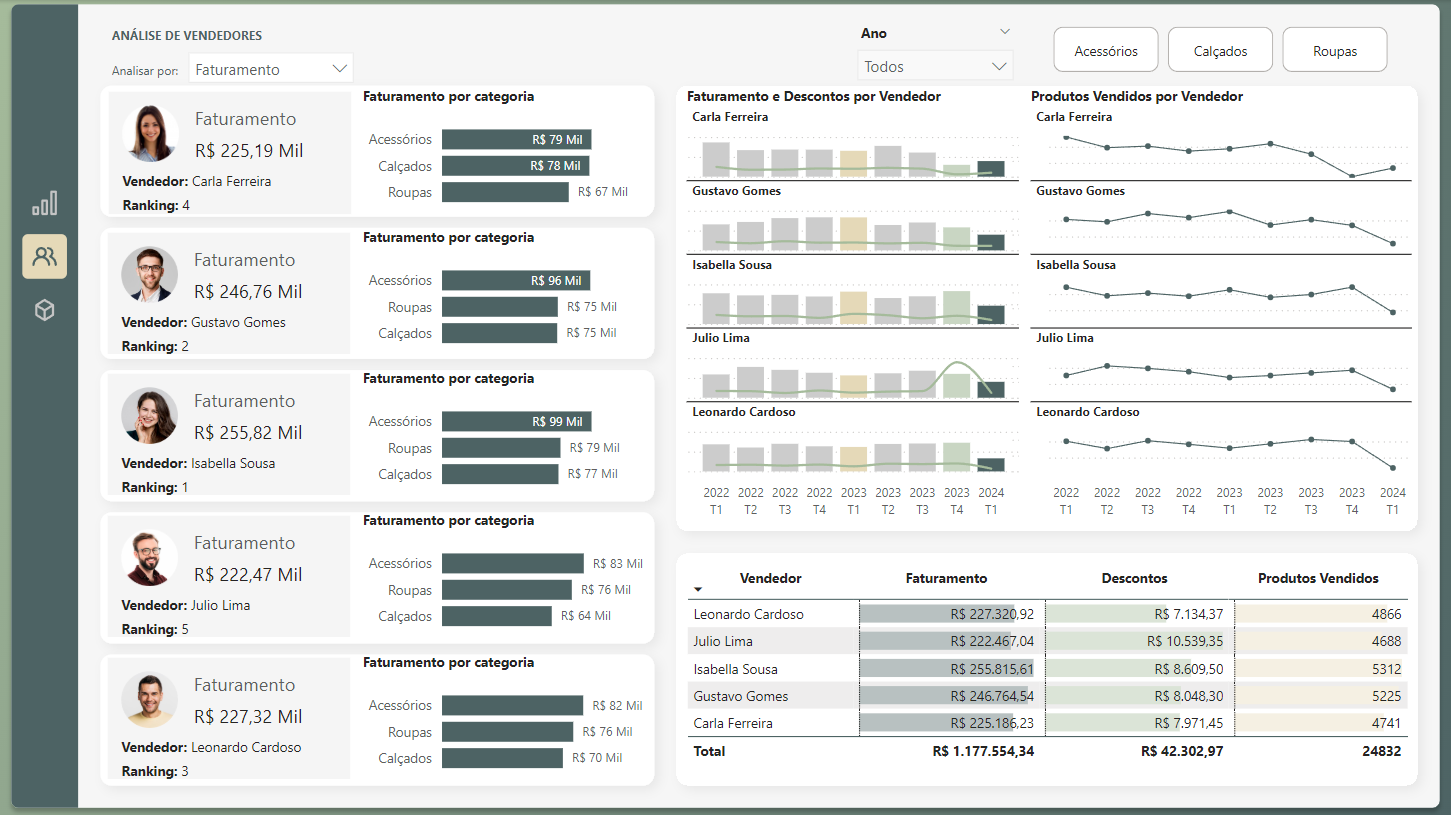 ANÁLISE DE VENDEDORES
Analisar por: Faturamento
Ano
Todos
Acessórios
Calçados
Roupas
Faturamento
R$ 225,19 Mil
Vendedor: Carla Ferreira
Ranking: 4
Faturamento por categoria
Acessórios R$ 79 Mil
Calçados R$ 78 Mil
Roupas R$ 67 Mil
Faturamento
R$ 246,76 Mil
Vendedor: Gustavo Gomes
Ranking: 2
Faturamento por categoria
Acessórios R$ 96 Mil
Roupas R$ 75 Mil
Calçados R$ 75 Mil
Faturamento
R$ 255,82 Mil
Vendedor: Isabella Sousa
Ranking: 1
Faturamento por categoria
Acessórios R$ 99 Mil
Roupas R$ 79 Mil
Calçados R$ 77 Mil
Faturamento
R$ 222,47 Mil
Vendedor: Julio Lima
Ranking: 5
Faturamento por categoria
Acessórios R$ 83 Mil
Roupas R$ 76 Mil
Calçados R$ 64 Mil
Faturamento
R$ 227,32 Mil
Vendedor: Leonardo Cardoso
Ranking: 3
Faturamento por categoria
Acessórios R$ 82 Mil
Roupas R$ 76 Mil
Calçados R$ 70 Mil
Faturamento e Descontos por Vendedor
Carla Ferreira
Gustavo Gomes
Isabella Sousa
Julio Lima
Leonardo Cardoso
2022 2022 2022 2022 2023 2023 2023 2023 2024
T1 T2 T3 T4 T1 T2 T3 T4 T1
Produtos Vendidos por Vendedor
Carla Ferreira
Gustavo Gomes
Isabella Sousa
Julio Lima
Leonardo Cardoso
2022 2022 2022 2022 2023 2023 2023 2023 2024
T1 T2 T3 T4 T1 T2 T3 T4 T1
Vendedor Faturamento Descontos Produtos Vendidos
Leonardo Cardoso R$ 227.320,92 R$ 7.134,37 4866
Julio Lima R$ 222.467,04 R$ 10.539,35 4688
Isabella Sousa R$ 255.815,61 R$ 8.609,50 5312
Gustavo Gomes R$ 246.764,54 R$ 8.048,30 5225
Carla Ferreira R$ 225.186,23 R$ 7.971,45 4741
Total R$ 1.177.554,34 R$ 42.302,97 24832